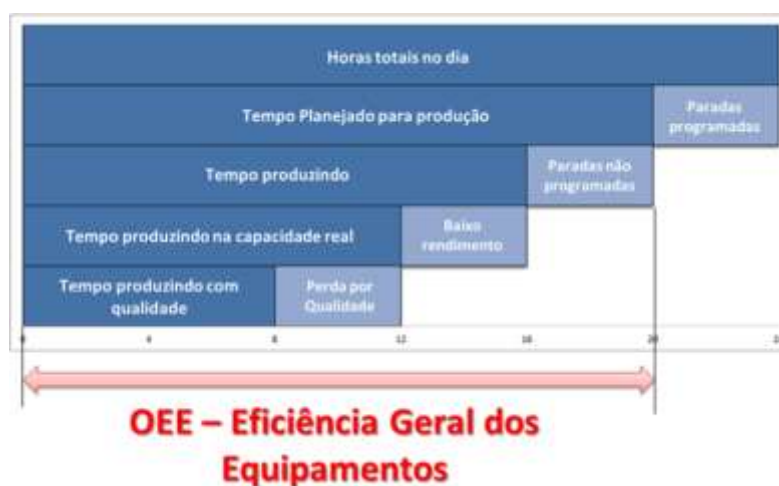 Horas totais no dia
Tempo Planejado para produção
Paradas
programadas
Tempo produzindo
Paradas não
programadas
Tempo produzindo na capacidade real
Baixo
rendimento
Tempo produzindo com
qualidade
Perda por
Qualidade
0 4 8 12 16 20
OEE – Eficiência Geral dos
Equipamentos